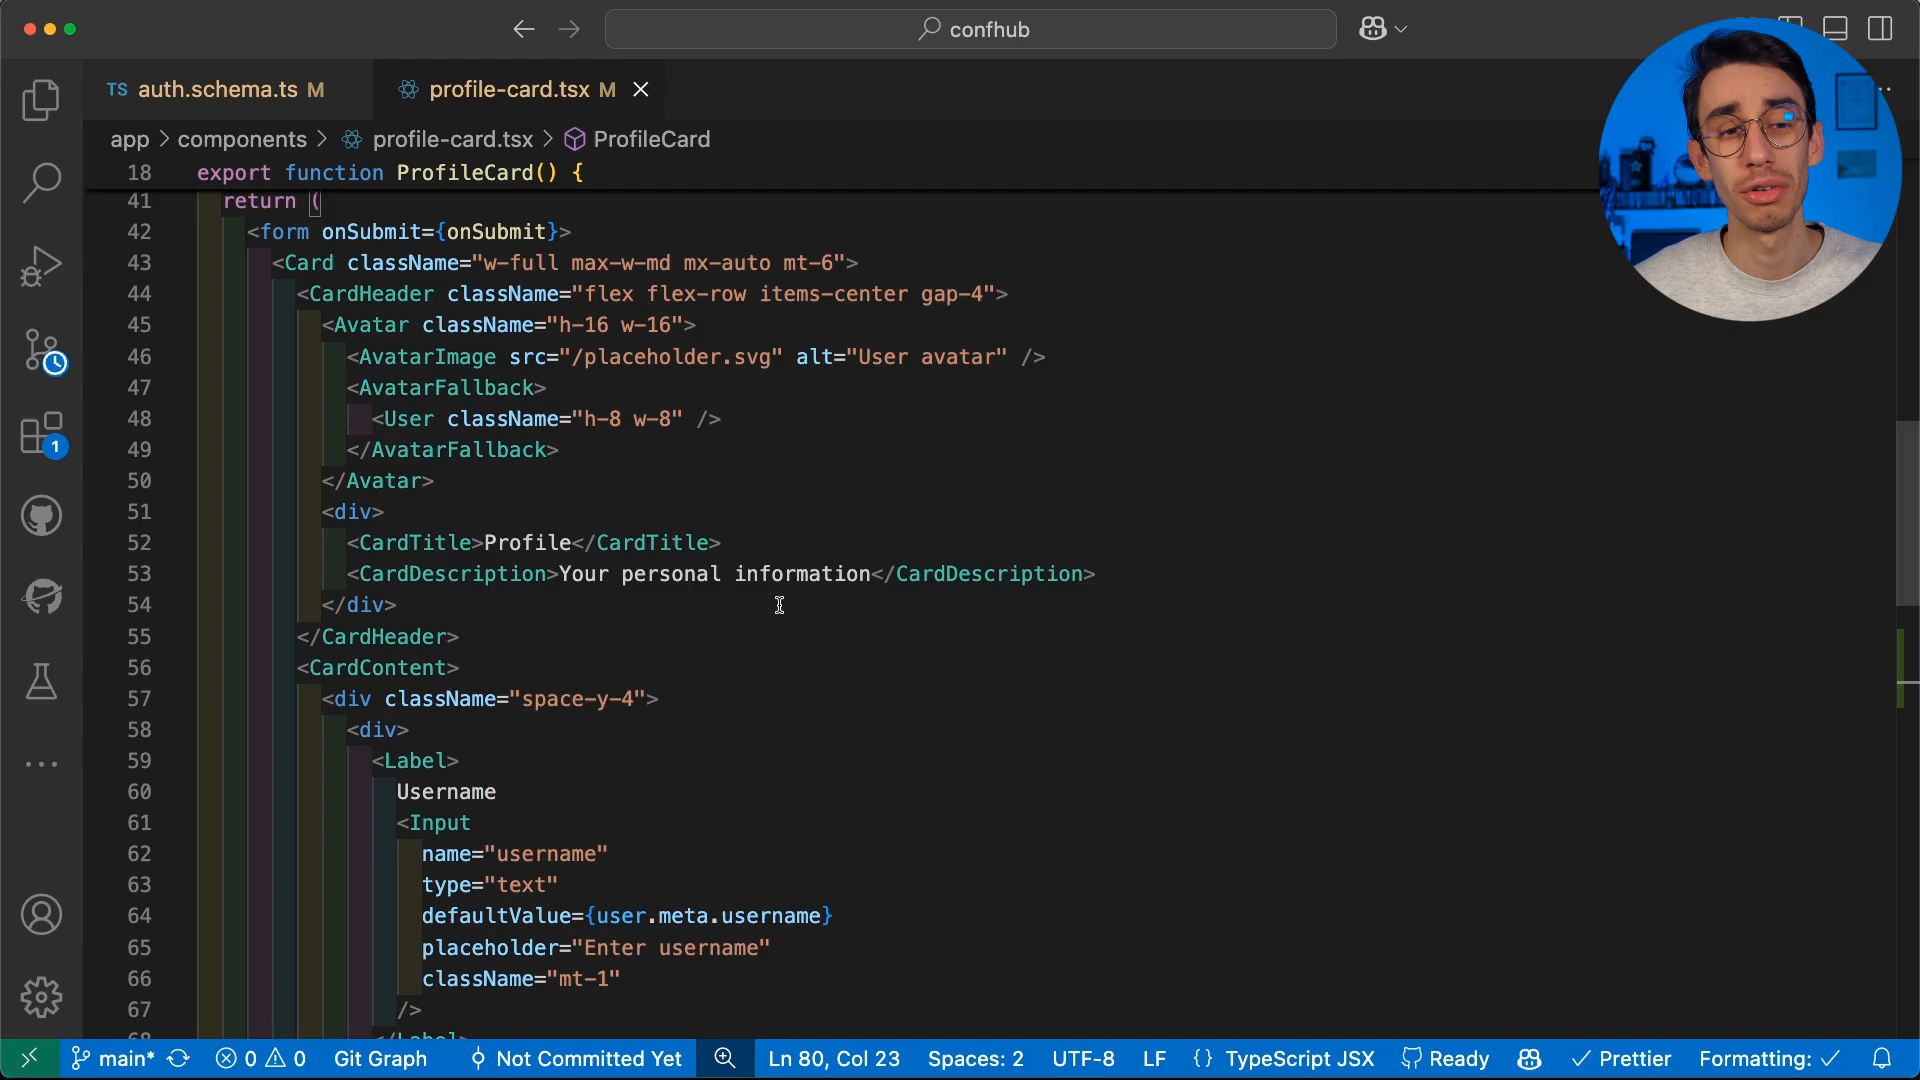 confhub
TS auth.schema.ts M
profile-card.tsx M
app > components > profile-card.tsx > ProfileCard
18 export function ProfileCard() {
41 return (
42 <form onSubmit={onSubmit}>
43 <Card className="w-full max-w-md mx-auto mt-6">
44 <CardHeader className="flex flex-row items-center gap-4">
45 <Avatar className="h-16 w-16">
46 <AvatarImage src="/placeholder.svg" alt="User avatar" />
47 <AvatarFallback>
48 <User className="h-8 w-8" />
49 </AvatarFallback>
50 </Avatar>
51 <div>
52 <CardTitle>Profile</CardTitle>
53 <CardDescription>Your personal information</CardDescription>
54 </div>
55 </CardHeader>
56 <CardContent>
57 <div className="space-y-4">
58 <div>
59 <Label>
60 Username
61 <Input
62 name="username"
63 type="text"
64 defaultValue={user.meta.username}
65 placeholder="Enter username"
66 className="mt-1"
67 />
68 </Label>
1
main* 0 0 Git Graph Not Committed Yet Ln 80, Col 23 Spaces: 2 UTF-8 LF {} TypeScript JSX Ready Prettier Formatting: ✓